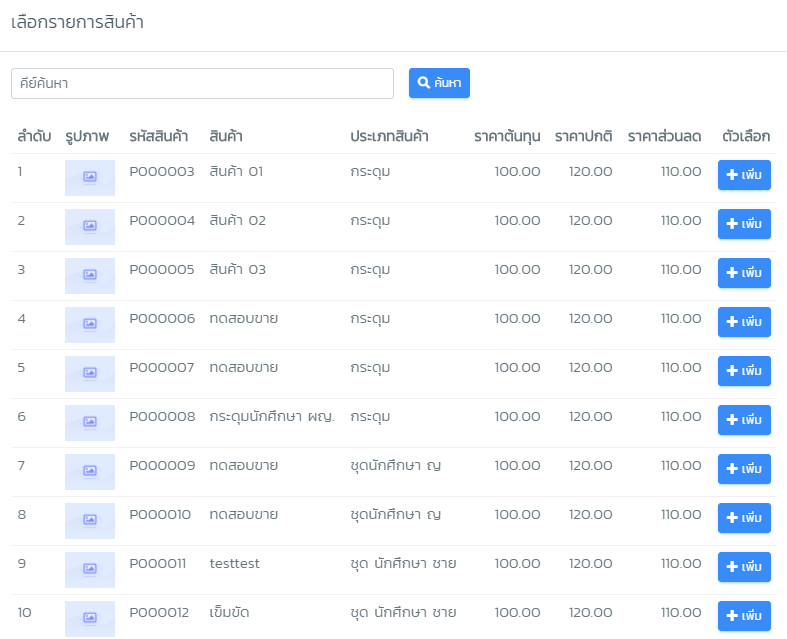 เลือกรายการสินค้า
คีย์ค้นหา ค้นหา
ลำดับ รูปภาพ รหัสสินค้า สินค้า ประเภทสินค้า ราคาต้นทุน ราคาปกติ ราคาส่วนลด ตัวเลือก
1 P000003 สินค้า 01 กระดุม 100.00 120.00 110.00 เพิ่ม
2 P000004 สินค้า 02 กระดุม 100.00 120.00 110.00 เพิ่ม
3 P000005 สินค้า 03 กระดุม 100.00 120.00 110.00 เพิ่ม
4 P000006 ทดสอบขาย กระดุม 100.00 120.00 110.00 เพิ่ม
5 P000007 ทดสอบขาย กระดุม 100.00 120.00 110.00 เพิ่ม
6 P000008 กระดุมนักศึกษา ผญ. กระดุม 100.00 120.00 110.00 เพิ่ม
7 P000009 ทดสอบขาย ชุดนักศึกษา ญ 100.00 120.00 110.00 เพิ่ม
8 P000010 ทดสอบขาย ชุดนักศึกษา ญ 100.00 120.00 110.00 เพิ่ม
9 P000011 testtest ชุด นักศึกษา ชาย 100.00 120.00 110.00 เพิ่ม
10 P000012 เข็มขัด ชุด นักศึกษา ชาย 100.00 120.00 110.00 เพิ่ม